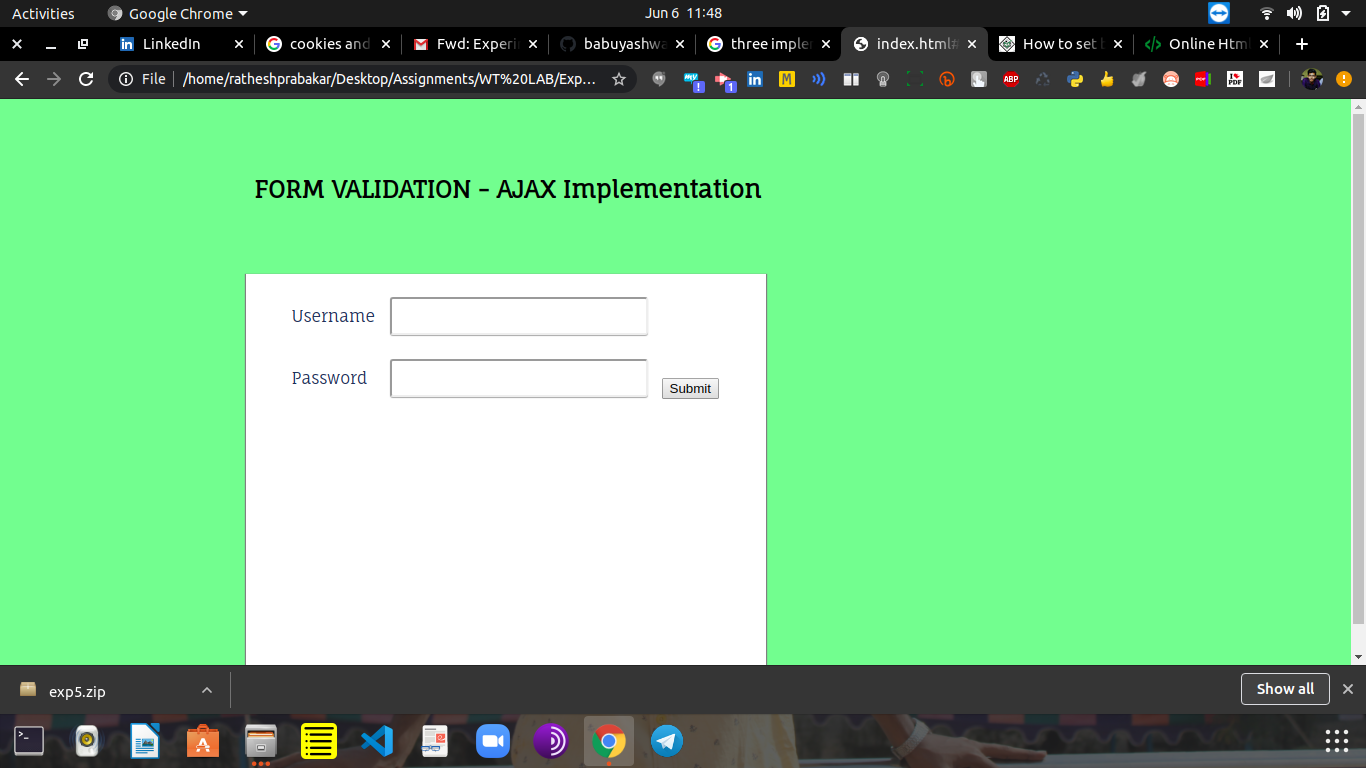 Activities Google Chrome Jun 6 11:48
LinkedIn cookies and Fwd: Experi babuyashwa three imple index.html# How to set Online Html
File /home/ratheshprabakar/Desktop/Assignments/WT%20LAB/Exp... M ABP PDF
FORM VALIDATION - AJAX Implementation
Username
Password
Submit
exp5.zip Show all